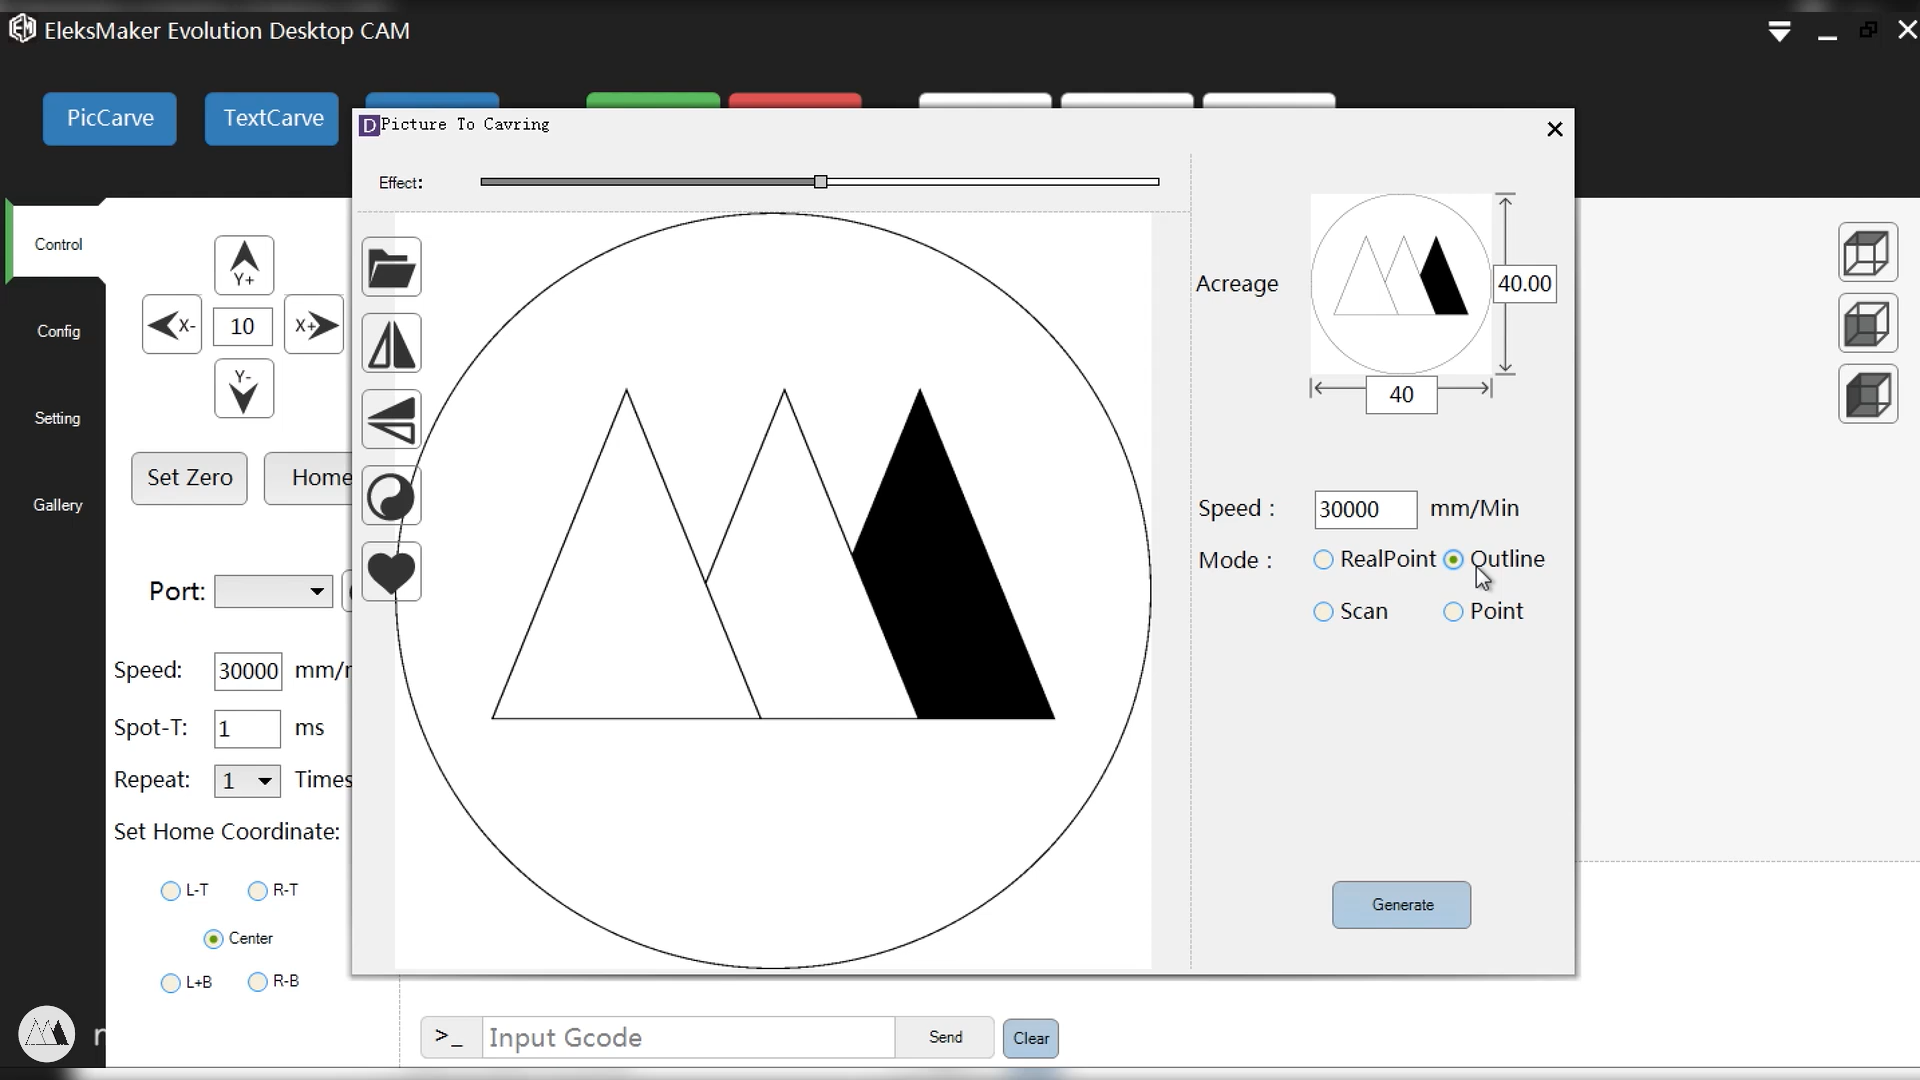 EleksMaker Evolution Desktop CAM
PicCarve
TextCarve
Picture To Cavring
Effect:
Control
Config
Setting
Gallery
Y+
X-
10
X+
Y-
Set Zero
Home
Port:
Speed:
30000
Spot-T:
1
ms
Repeat:
1
Times
Set Home Coordinate:
L-T
R-T
Center
L+B
R-B
Acreage
40.00
40
Speed :
30000
mm/Min
Mode :
RealPoint
Outline
Scan
Point
Generate
>_
Input Gcode
Send
Clear